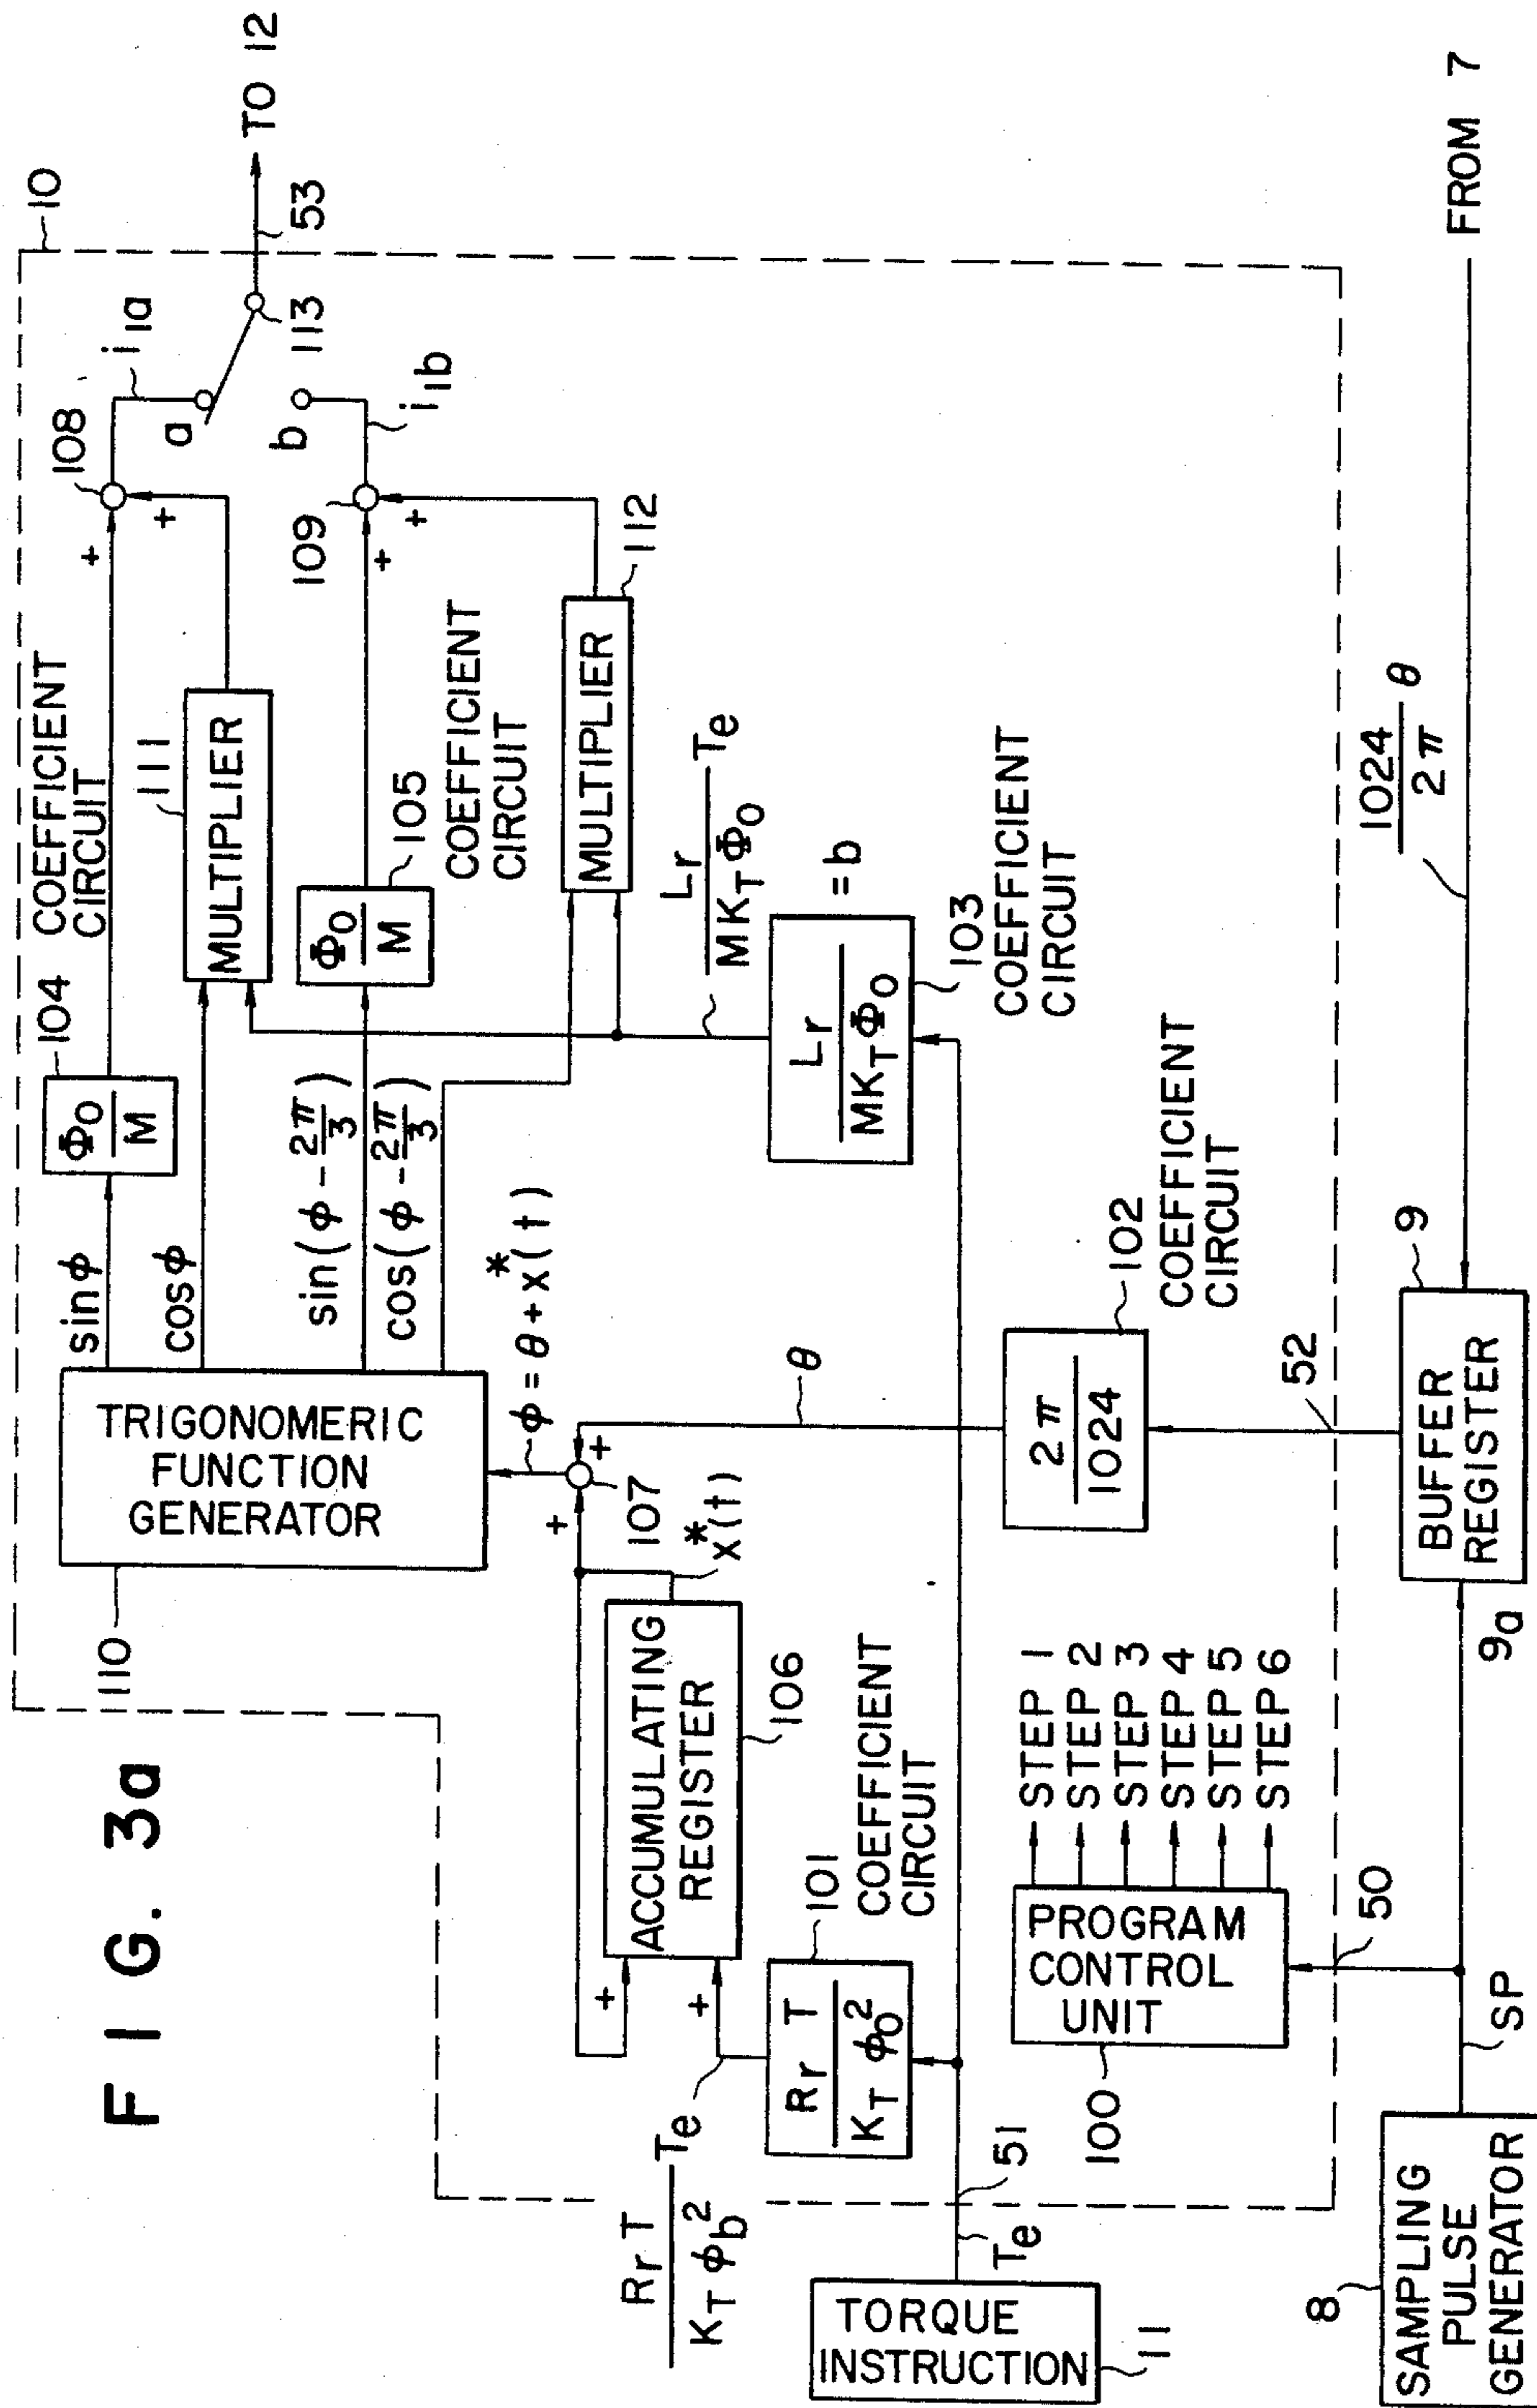 FIG. 3a
10
110
TRIGONOMERIC
FUNCTION
GENERATOR
sinφ
cosφ
sin(φ - 2π/3)
cos(φ - 2π/3)
104
COEFFICIENT
CIRCUIT
Φ0/M
111
MULTIPLIER
+
+
108
i1a
a
113
53
TO 12
b
i1b
109
+
+
Φ0/M
105
COEFFICIENT
CIRCUIT
MULTIPLIER
112
φ = θ + x*(t)
+
+
107
x*(t)
θ
ACCUMULATING
REGISTER
106
+
+
RrT/KTφb² Te
RrT/KTφ0²
101
COEFFICIENT
CIRCUIT
Lr/MKTΦ0 Te
Lr/MKTΦ0
= b
103
COEFFICIENT
CIRCUIT
TORQUE
INSTRUCTION
11
Te
51
2π/1024
102
COEFFICIENT
CIRCUIT
PROGRAM
CONTROL
UNIT
100
STEP 1
STEP 2
STEP 3
STEP 4
STEP 5
STEP 6
50
52
8
SAMPLING
PULSE
GENERATOR
SP
9a
BUFFER
REGISTER
9
1024/2π θ
FROM 7